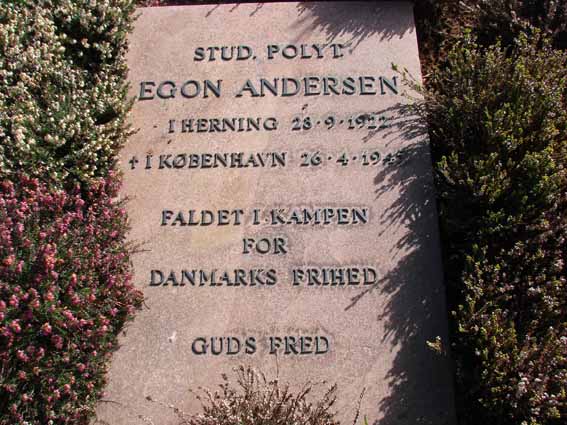 STUD. POLYT.
EGON ANDERSEN
· I HERNING 28·9·1922
† I KØBENHAVN 26·4·1945
FALDET I KAMPEN
FOR
DANMARKS FRIHED
GUDS FRED